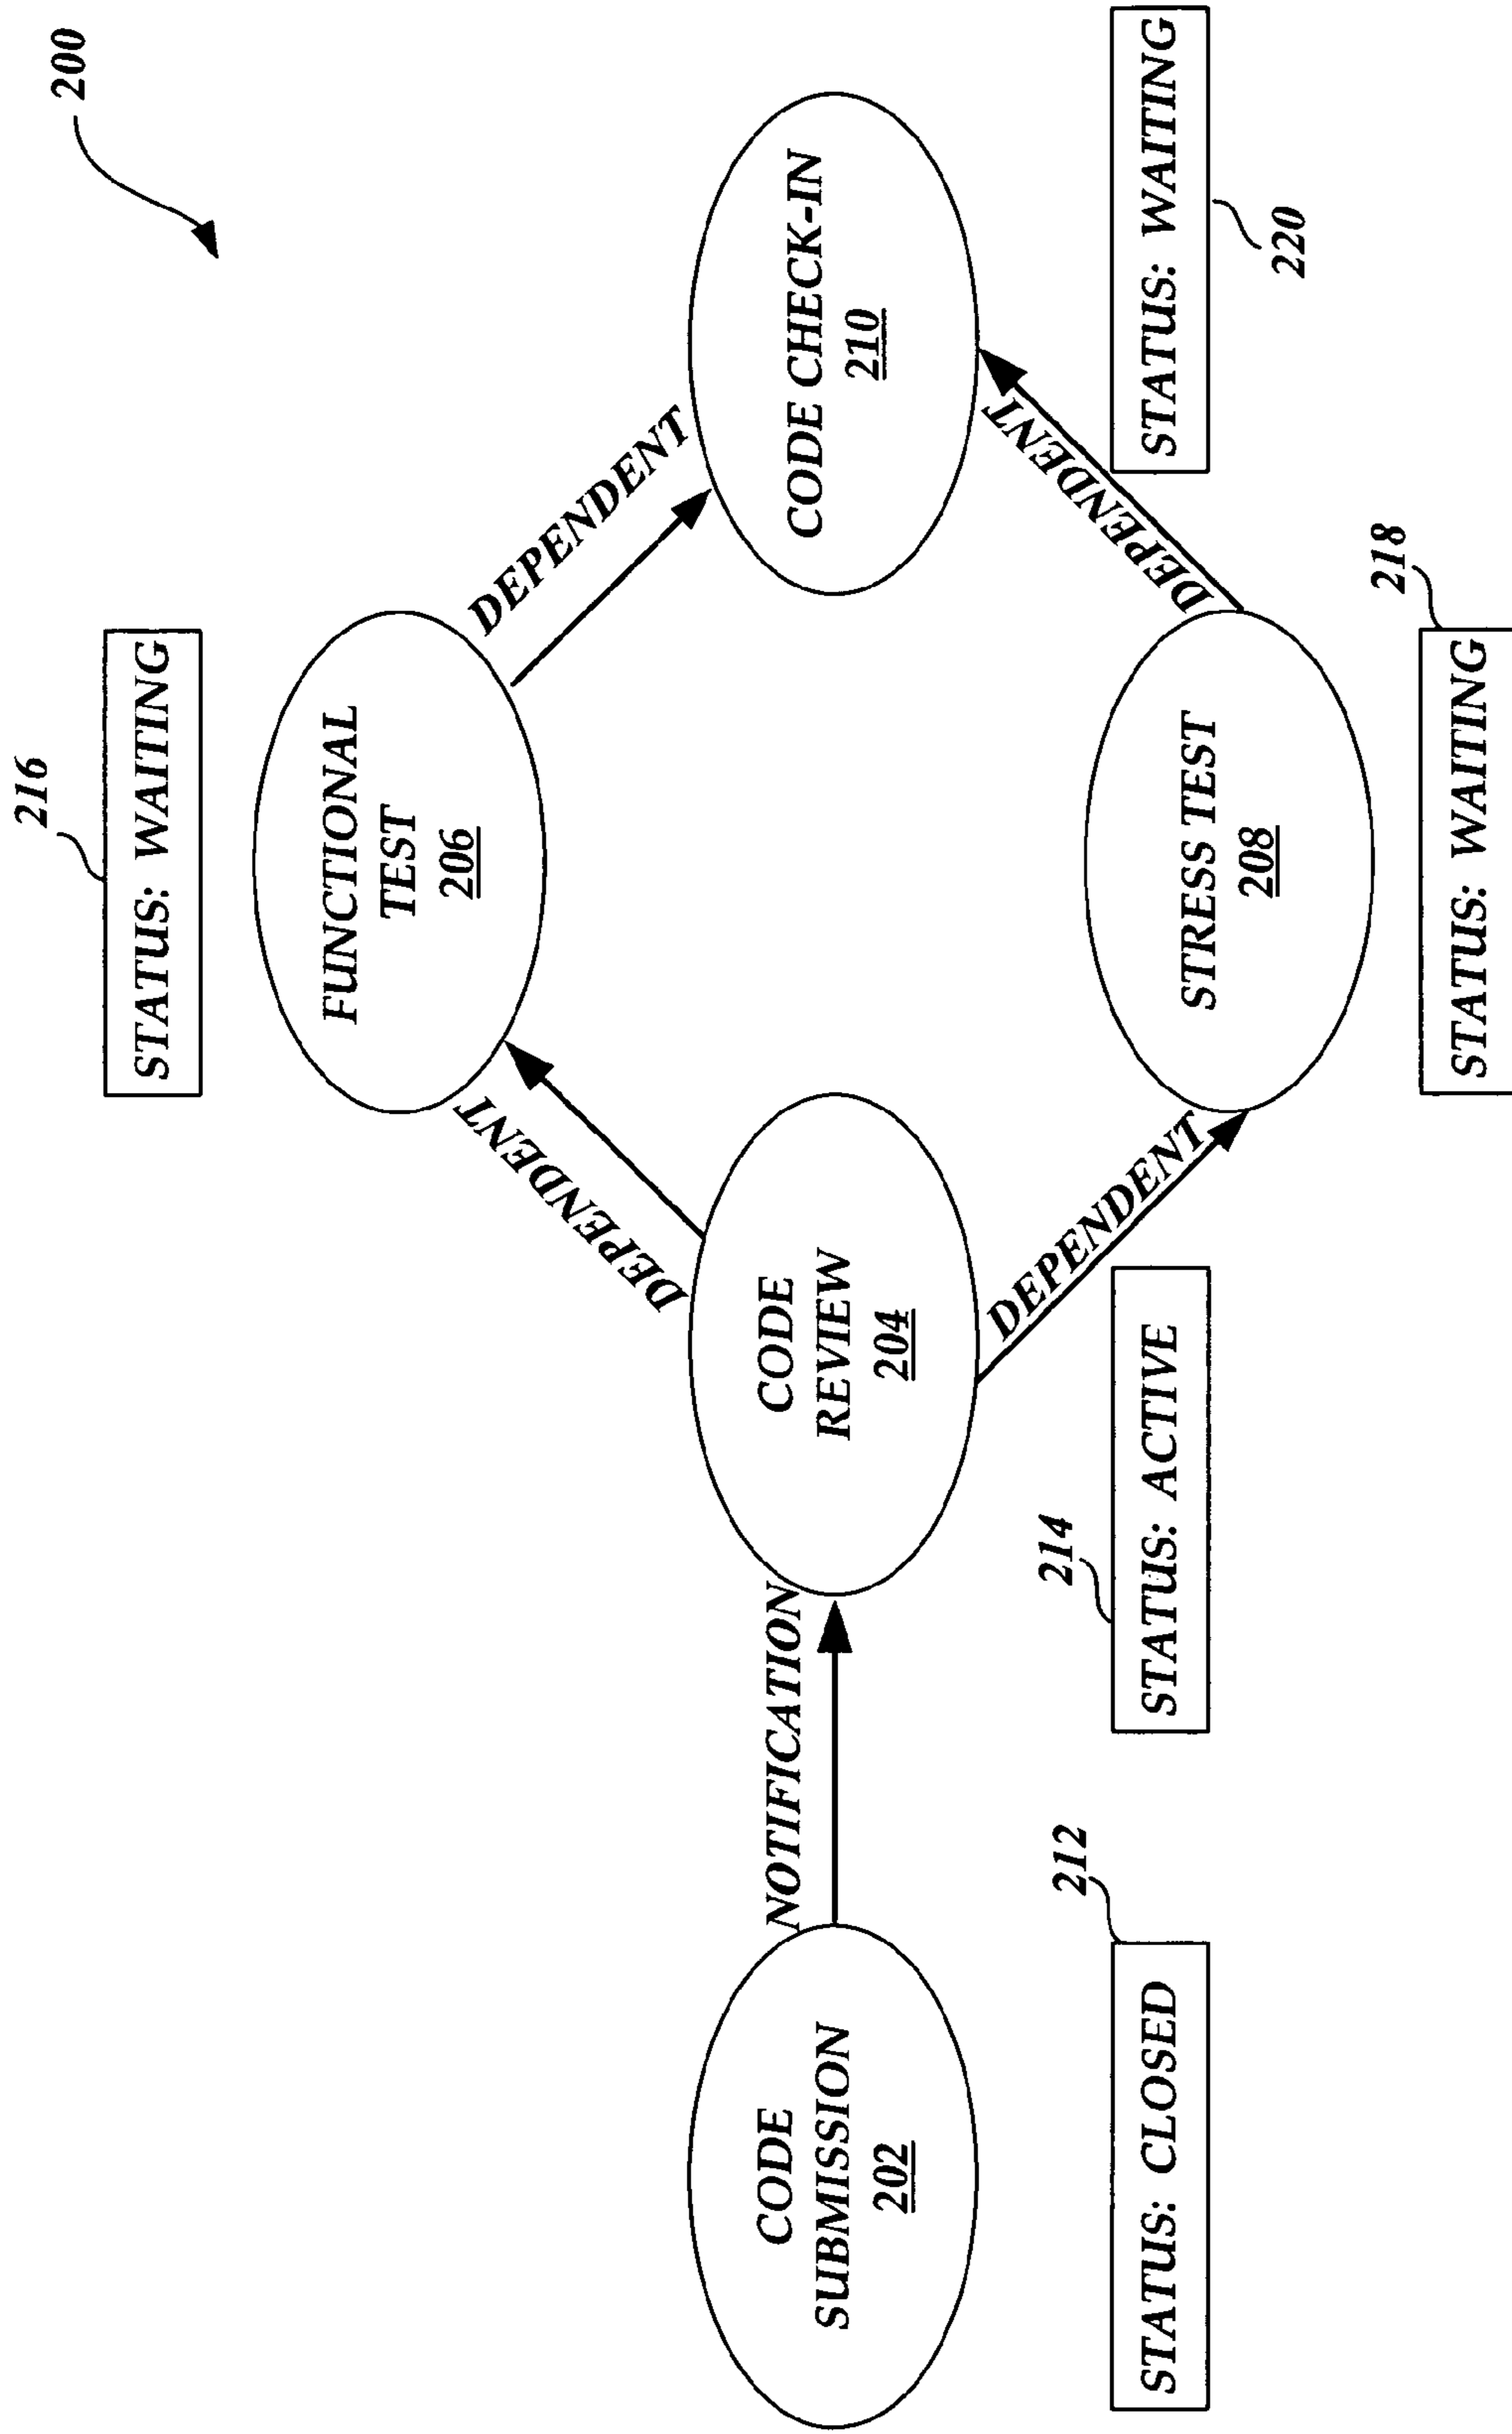 200
216
STATUS: WAITING
FUNCTIONAL
TEST
206
DEPENDENT
DEPENDENT
NOTIFICATION
CODE
SUBMISSION
202
CODE
REVIEW
204
CODE CHECK-IN
210
DEPENDENT
DEPENDENT
212
STATUS: CLOSED
214
STATUS: ACTIVE
STRESS TEST
208
STATUS: WAITING
220
218
STATUS: WAITING